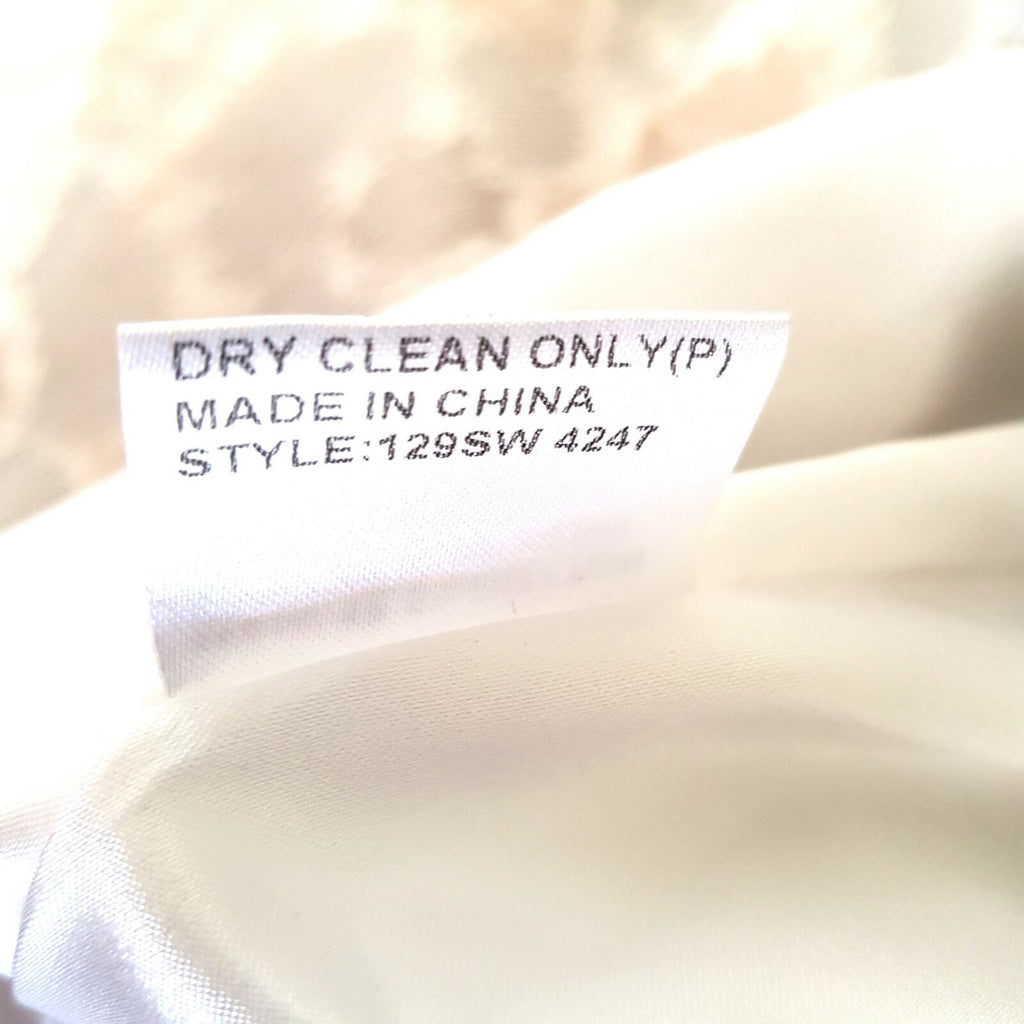 DRY CLEAN ONLY(P)
MADE IN CHINA
STYLE:129SW 4247